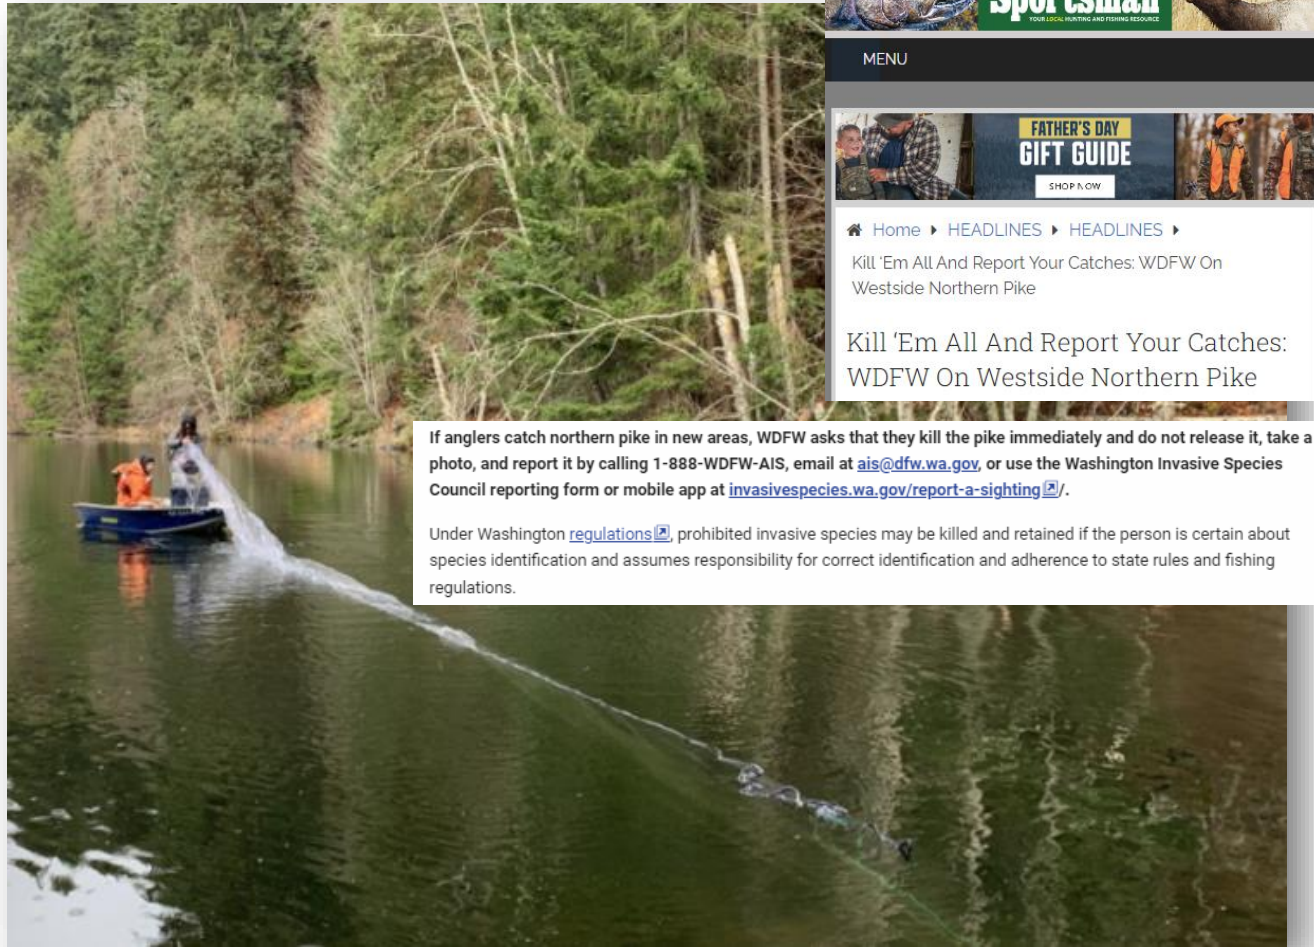 Sportsman
YOUR LOCAL HUNTING AND FISHING RESOURCE
MENU
FATHER'S DAY
GIFT GUIDE
SHOP NOW
Home HEADLINES HEADLINES
Kill 'Em All And Report Your Catches: WDFW On
Westside Northern Pike
Kill 'Em All And Report Your Catches:
WDFW On Westside Northern Pike
If anglers catch northern pike in new areas, WDFW asks that they kill the pike immediately and do not release it, take a
photo, and report it by calling 1-888-WDFW-AIS, email at ais@dfw.wa.gov, or use the Washington Invasive Species
Council reporting form or mobile app at invasivespecies.wa.gov/report-a-sighting/.
Under Washington regulations, prohibited invasive species may be killed and retained if the person is certain about
species identification and assumes responsibility for correct identification and adherence to state rules and fishing
regulations.